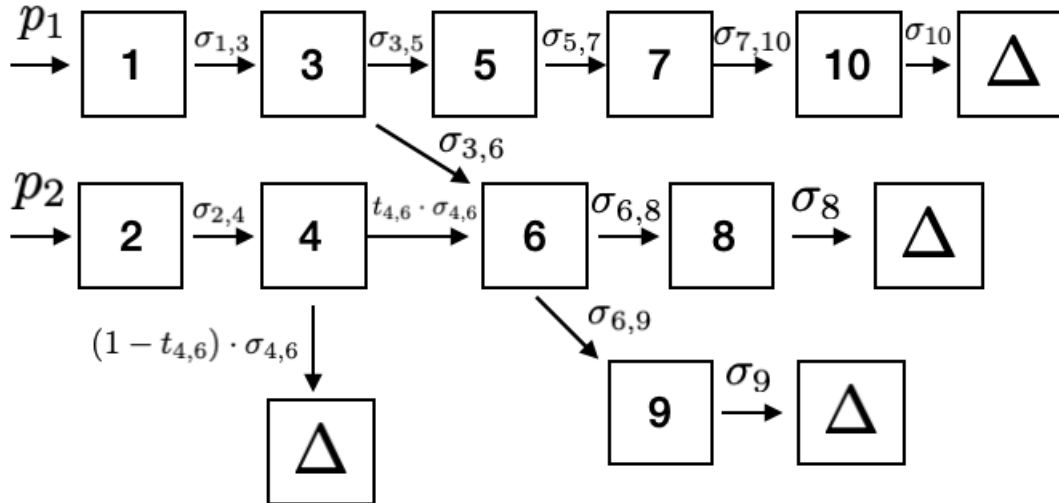 p₁ 1 σ₁,₃ 3 σ₃,₅ 5 σ₅,₇ 7 σ₇,₁₀ 10 σ₁₀ Δ
σ₃,₆
p₂ 2 σ₂,₄ 4 t₄,₆ · σ₄,₆ 6 σ₆,₈ 8 σ₈ Δ
(1 − t₄,₆) · σ₄,₆ σ₆,₉
Δ 9 σ₉ Δ